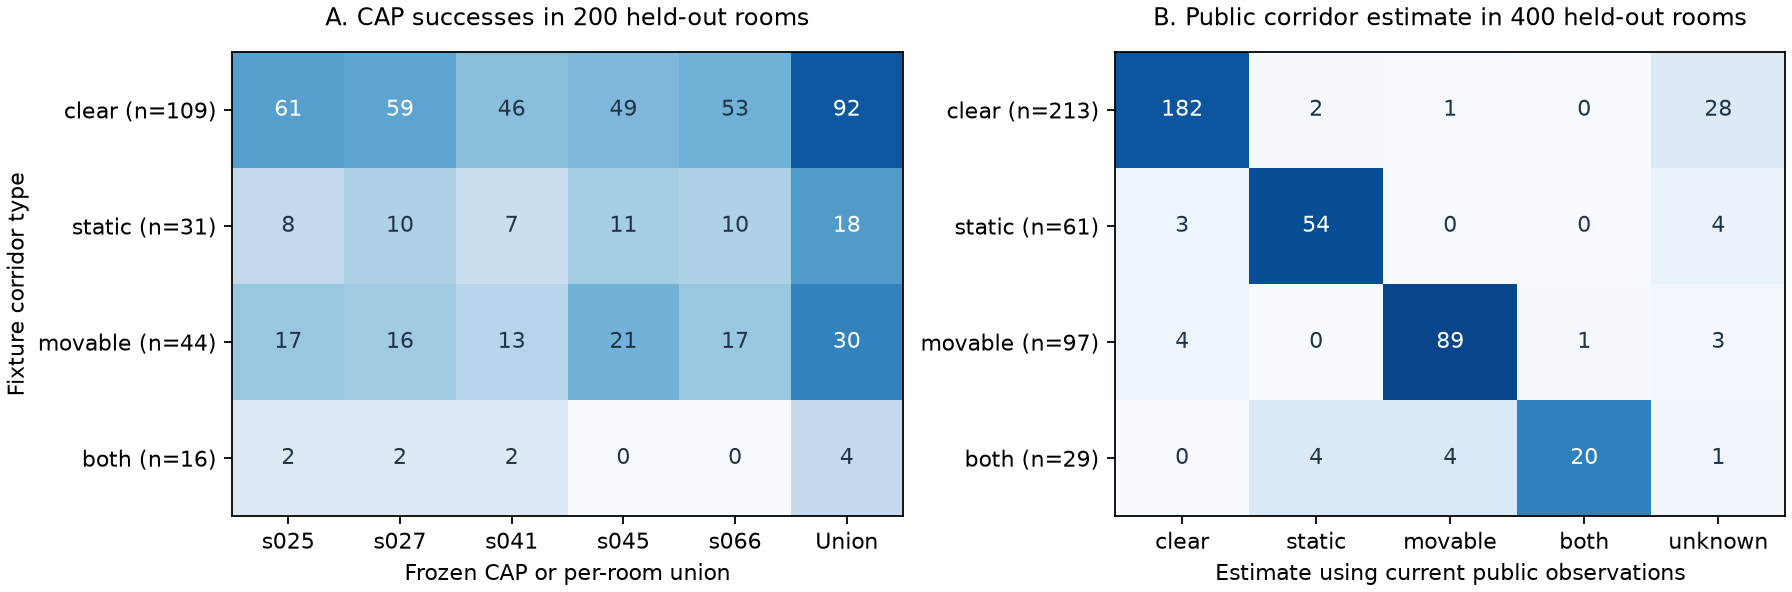 A. CAP successes in 200 held-out rooms
Fixture corridor type
clear (n=109) 61 59 46 49 53 92
static (n=31) 8 10 7 11 10 18
movable (n=44) 17 16 13 21 17 30
both (n=16) 2 2 2 0 0 4
s025 s027 s041 s045 s066 Union
Frozen CAP or per-room union
B. Public corridor estimate in 400 held-out rooms
clear (n=213) 182 2 1 0 28
static (n=61) 3 54 0 0 4
movable (n=97) 4 0 89 1 3
both (n=29) 0 4 4 20 1
clear static movable both unknown
Estimate using current public observations